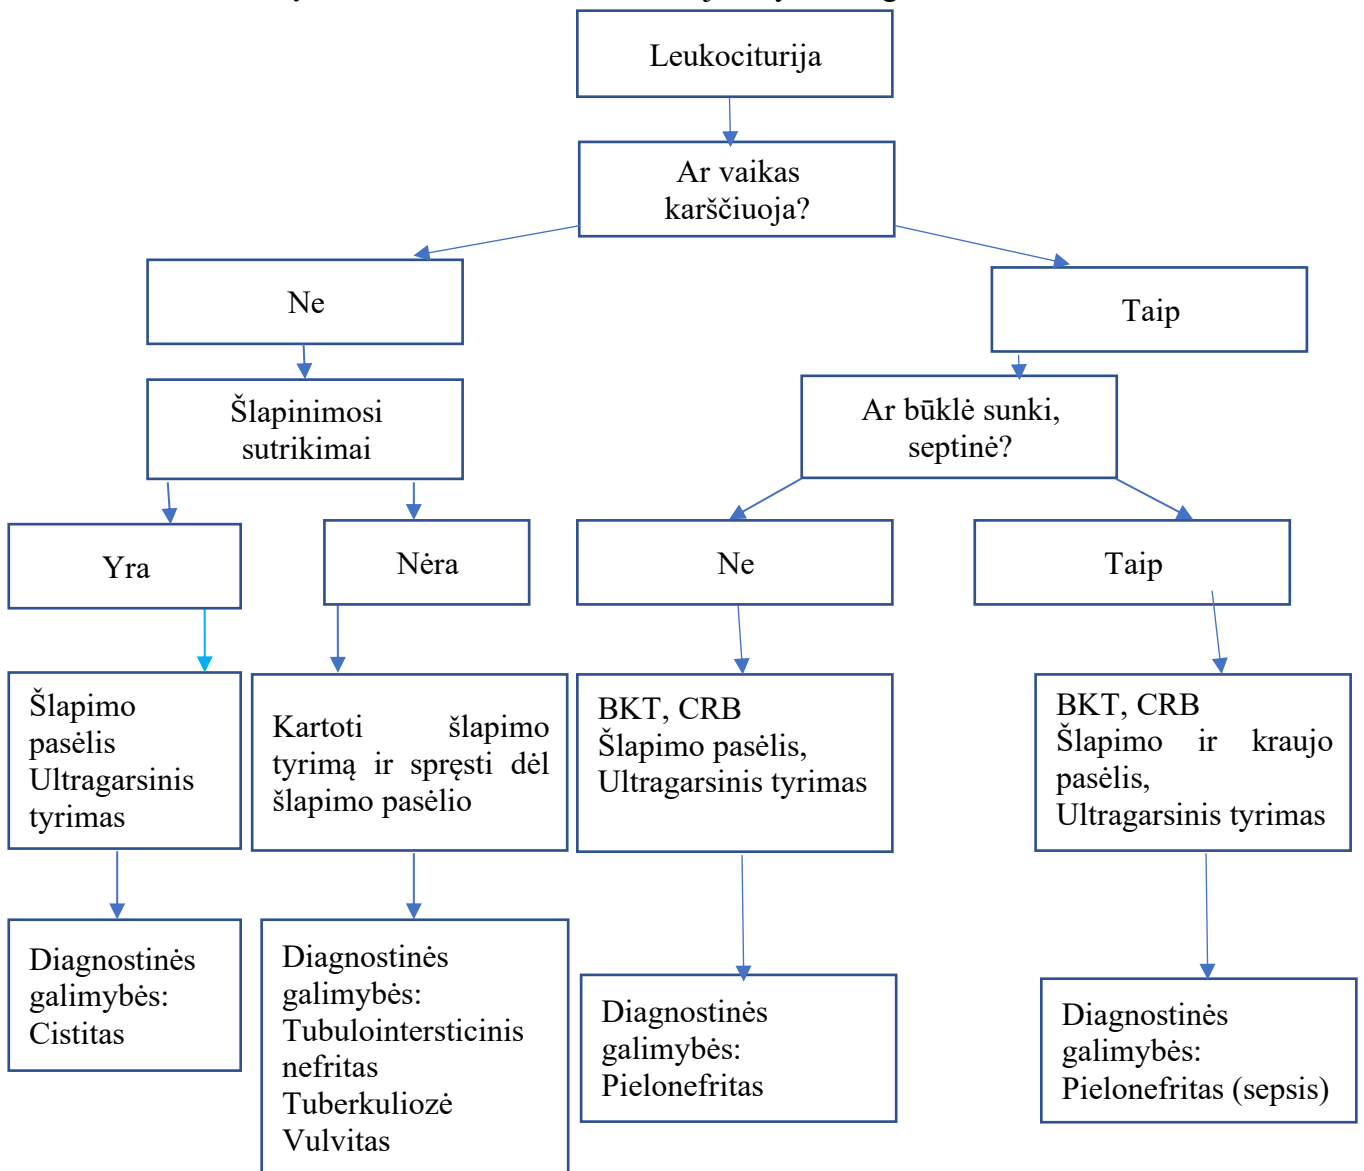 Leukociturija
Ar vaikas
karščiuoja?
Ne
Taip
Šlapinimosi
sutrikimai
Ar būklė sunki,
septinė?
Yra
Nėra
Ne
Taip
Šlapimo
pasėlis
Ultragarsinis
tyrimas
Kartoti šlapimo
tyrimą ir spręsti dėl
šlapimo pasėlio
BKT, CRB
Šlapimo pasėlis,
Ultragarsinis tyrimas
BKT, CRB
Šlapimo ir kraujo
pasėlis,
Ultragarsinis tyrimas
Diagnostinės
galimybės:
Cistitas
Diagnostinės
galimybės:
Tubulointersticinis
nefritas
Tuberkuliozė
Vulvitas
Diagnostinės
galimybės:
Pielonefritas
Diagnostinės
galimybės:
Pielonefritas (sepsis)